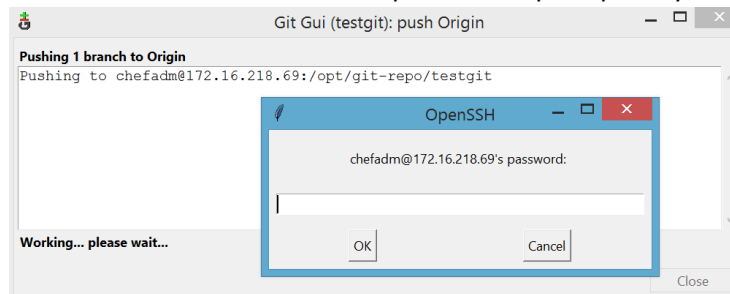 Git Gui (testgit): push Origin
Pushing 1 branch to Origin
Pushing to chefadm@172.16.218.69:/opt/git-repo/testgit
OpenSSH
chefadm@172.16.218.69's password:
OK Cancel
Working... please wait...
Close